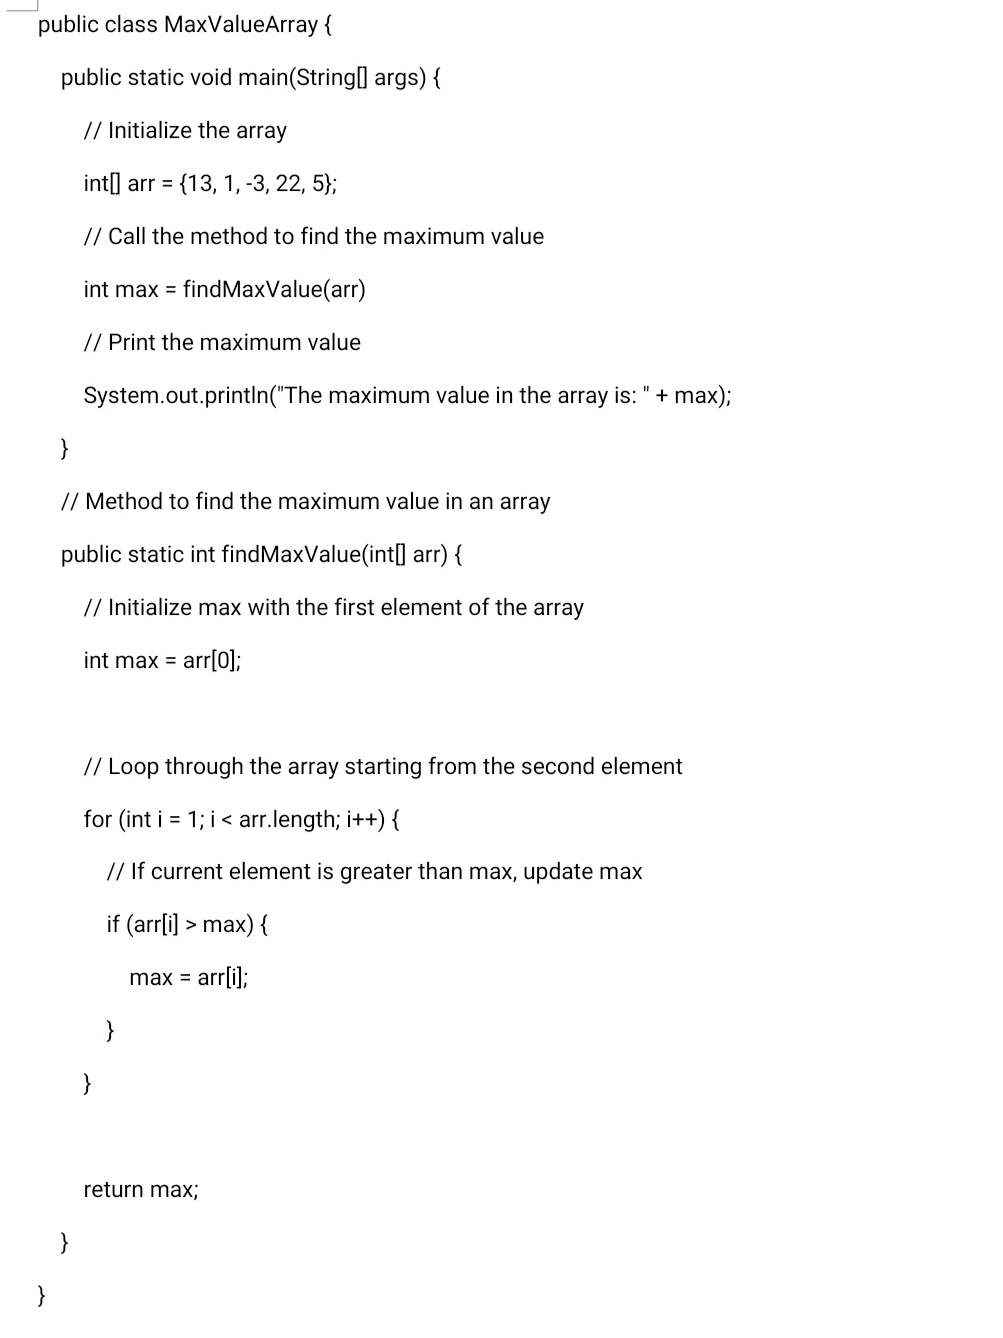 public class MaxValueArray {
public static void main(String[] args) {
// Initialize the array
int[] arr = {13, 1, -3, 22, 5};
// Call the method to find the maximum value
int max = findMaxValue(arr)
// Print the maximum value
System.out.println("The maximum value in the array is: " + max);
}
// Method to find the maximum value in an array
public static int findMaxValue(int[] arr) {
// Initialize max with the first element of the array
int max = arr[0];
// Loop through the array starting from the second element
for (int i = 1; i < arr.length; i++) {
// If current element is greater than max, update max
if (arr[i] > max) {
max = arr[i];
}
}
return max;
}
}